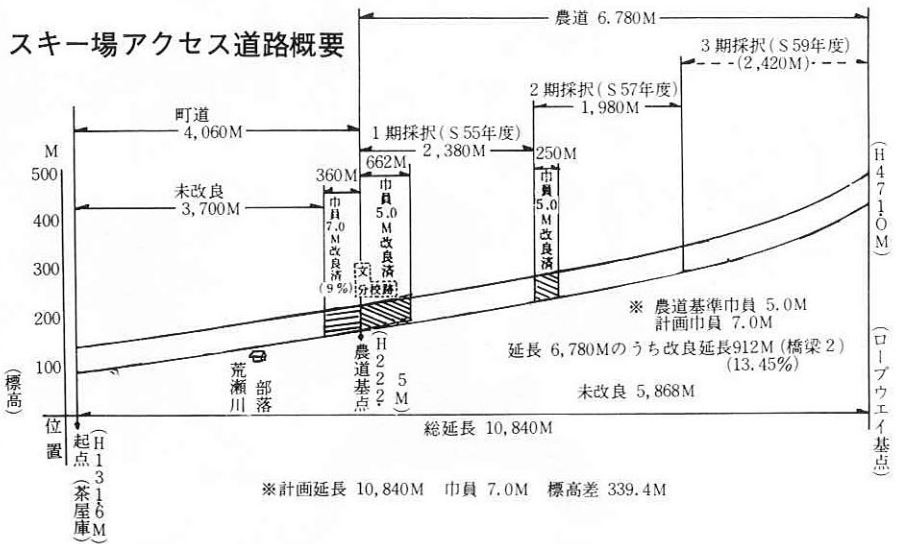 スキー場アクセス道路概要
農道 6.780M
3期採択(S59年度)
(2,420M)
2期採択(S57年度)
1,980M
町道
4,060M
1期採択(S55年度)
2,380M
未改良
3,700M
360M
662M
250M
巾員7.0M改良済
(9%)
巾員5.0M改良済
巾員5.0M改良済
文
分校跡
M
500
400
300
200
100
(標高)
位置
荒瀬川
部落
農道基点
(H222.5M)
(H471.0M)
(ロープウエイ基点)
※ 農道基準巾員 5.0M
計画巾員 7.0M
延長 6,780Mのうち改良延長912M(橋梁2)
(13.45%)
未改良 5,868M
総延長 10,840M
起点(茶屋庫)
(H131.6M)
※計画延長 10,840M 巾員 7.0M 標高差 339.4M